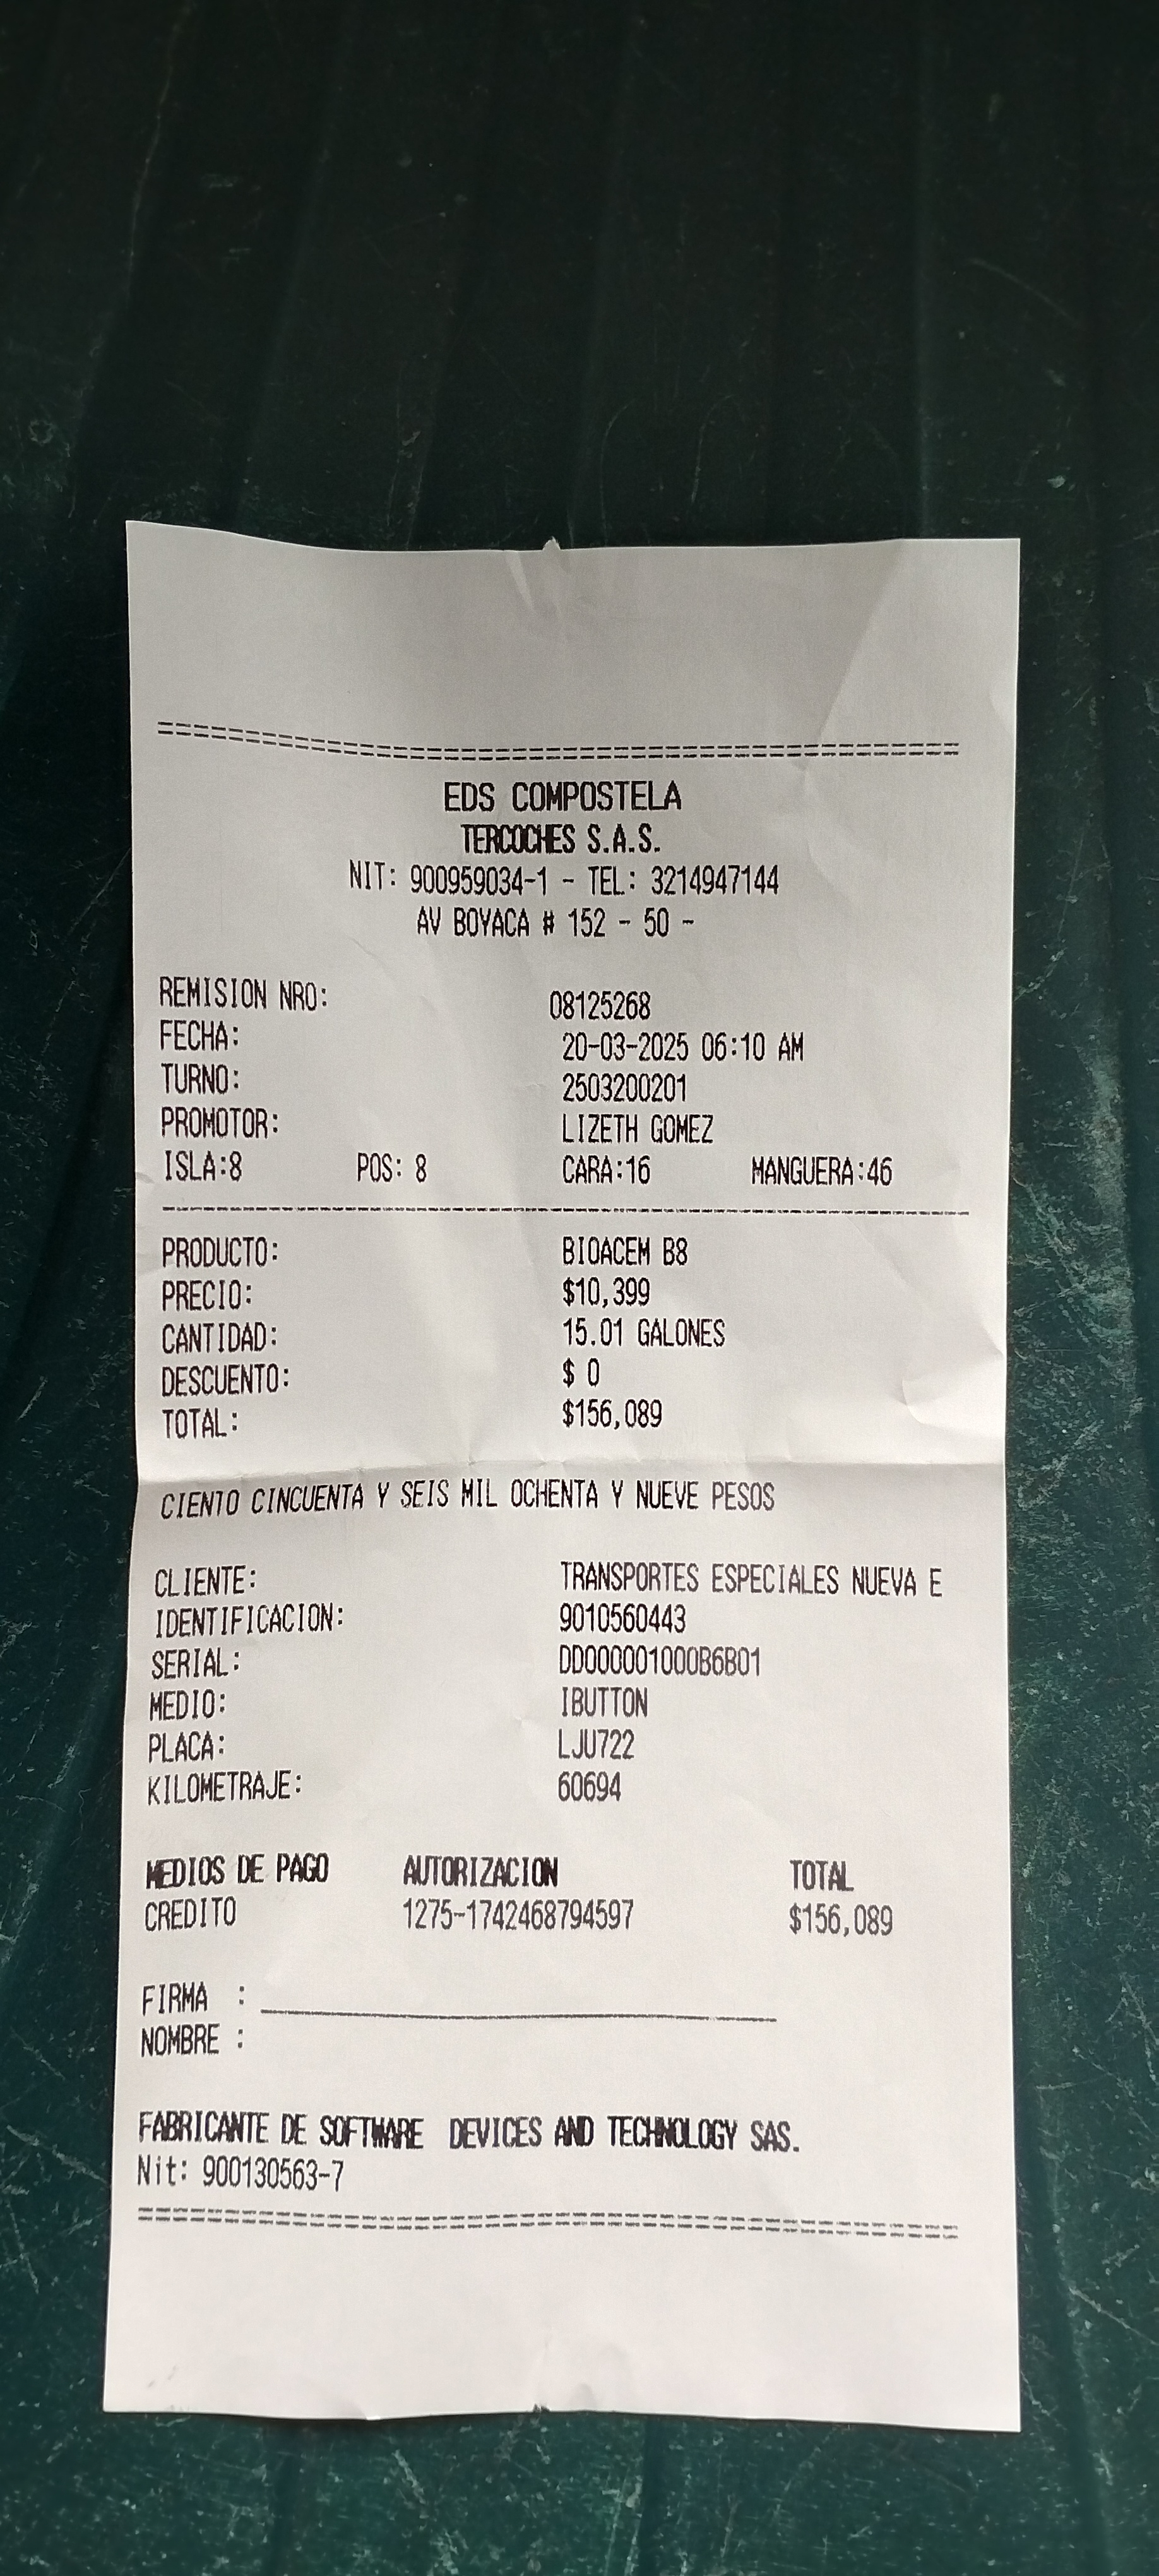 ==============================================
EDS COMPOSTELA
TERCOCHES S.A.S.
NIT: 900959034-1 - TEL: 3214947144
AV BOYACA # 152 - 50 -
REMISION NRO: 08125268
FECHA: 20-03-2025 06:10 AM
TURNO: 2503200201
PROMOTOR: LIZETH GOMEZ
ISLA:8 POS: 8 CARA:16 MANGUERA:46
----------------------------------------------
PRODUCTO: BIOACEM B8
PRECIO: $10,399
CANTIDAD: 15.01 GALONES
DESCUENTO: $ 0
TOTAL: $156,089
CIENTO CINCUENTA Y SEIS MIL OCHENTA Y NUEVE PESOS
CLIENTE: TRANSPORTES ESPECIALES NUEVA E
IDENTIFICACION: 9010560443
SERIAL: DD000001000B6B01
MEDIO: IBUTTON
PLACA: LJU722
KILOMETRAJE: 60694
MEDIOS DE PAGO AUTORIZACION TOTAL
CREDITO 1275-1742468794597 $156,089
FIRMA : ______________________________
NOMBRE :
FABRICANTE DE SOFTWARE DEVICES AND TECHNOLOGY SAS.
Nit: 900130563-7
==============================================